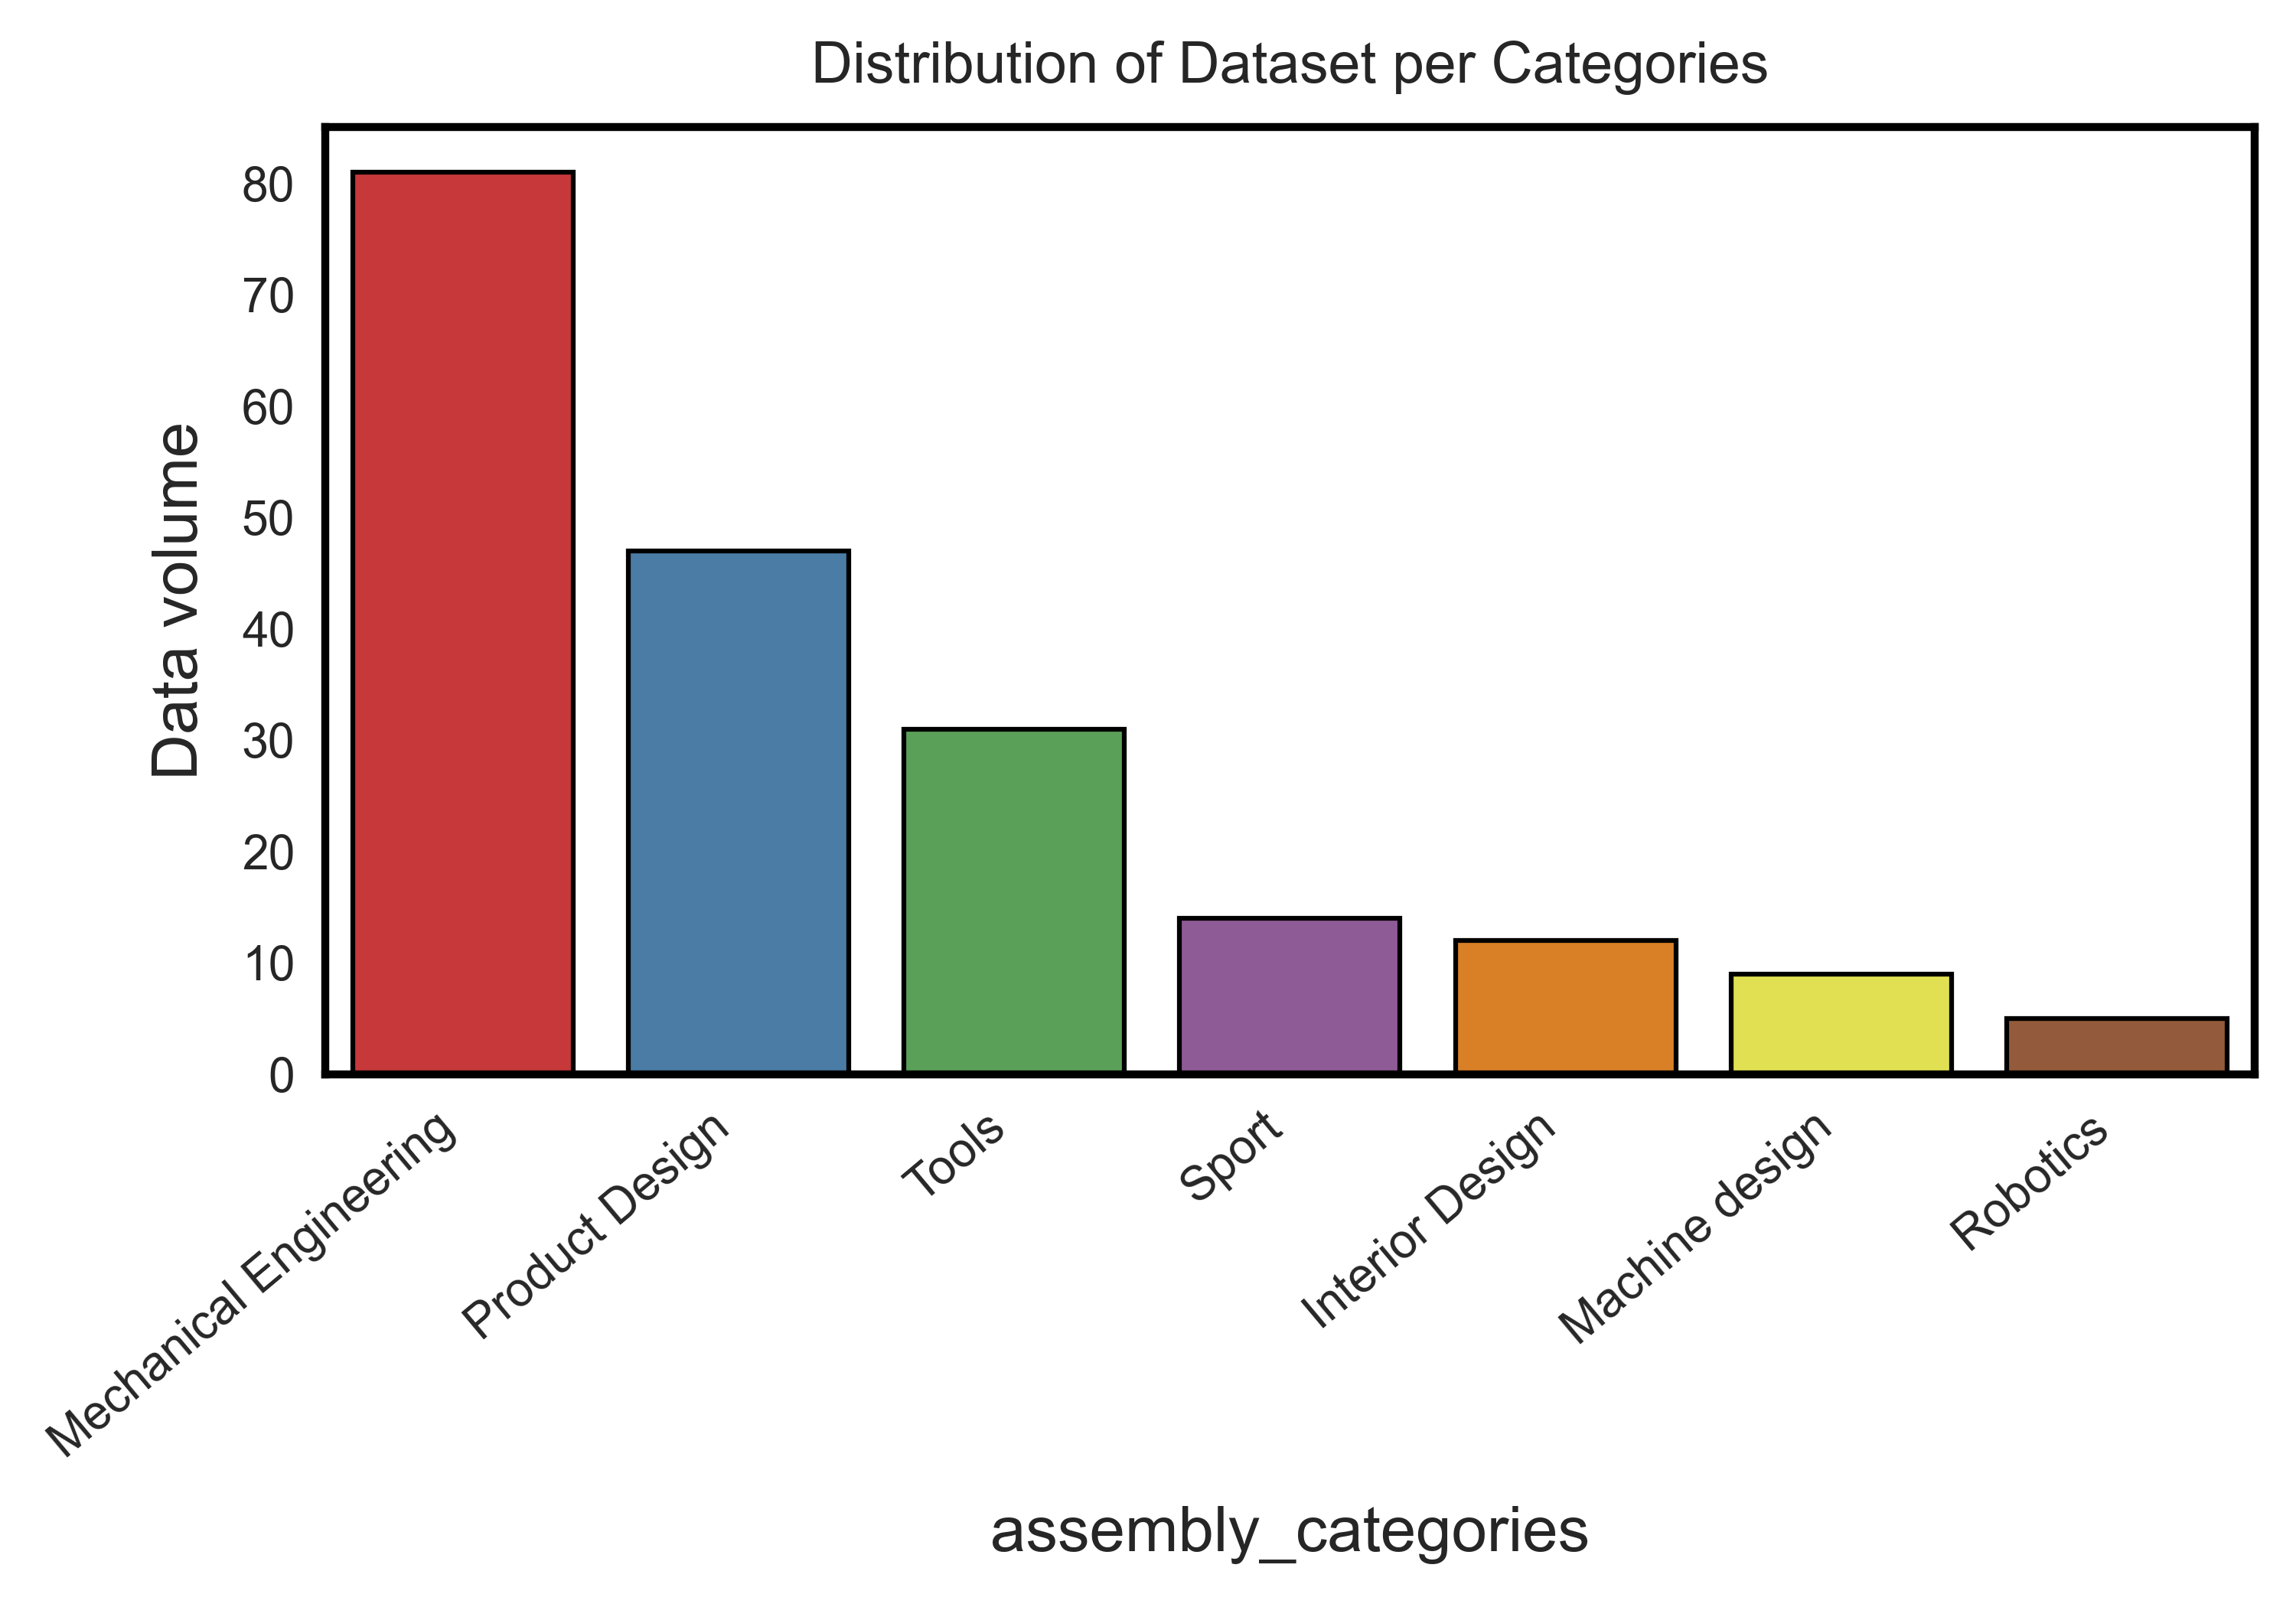 Distribution of Dataset per Categories
Data volume
80
70
60
50
40
30
20
10
0
Mechanical Engineering
Product Design
Tools
Sport
Interior Design
Machine design
Robotics
assembly_categories